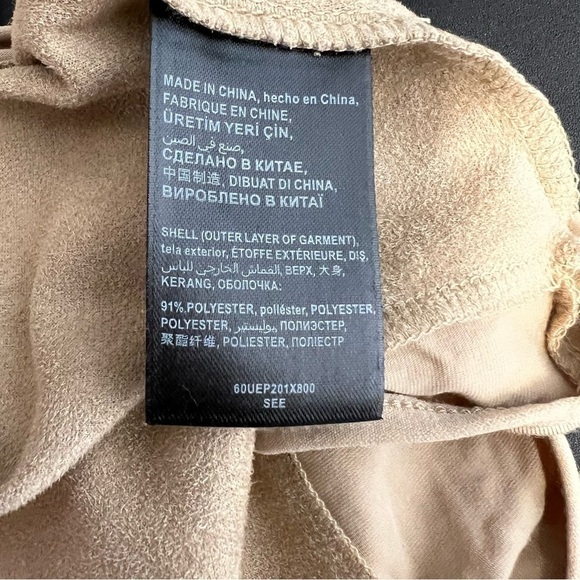 MADE IN CHINA, hecho en China,
FABRIQUE EN CHINE,
ÜRETİM YERİ ÇİN,
صنع في الصين,
СДЕЛАНО В КИТАЕ,
中国制造, DIBUAT DI CHINA,
ВИРОБЛЕНО В КИТАЇ
SHELL (OUTER LAYER OF GARMENT),
tela exterior, ÉTOFFE EXTÉRIEURE, DIŞ,
القماش الخارجي للباس, ВЕРХ, 大身,
KERANG, ОБОЛОЧКА:
91% POLYESTER, poliéster, POLYESTER,
POLYESTER, بوليستير, ПОЛИЭСТЕР,
聚酯纤维, POLIESTER, ПОЛІЕСТР
60UEP201X800
SEE